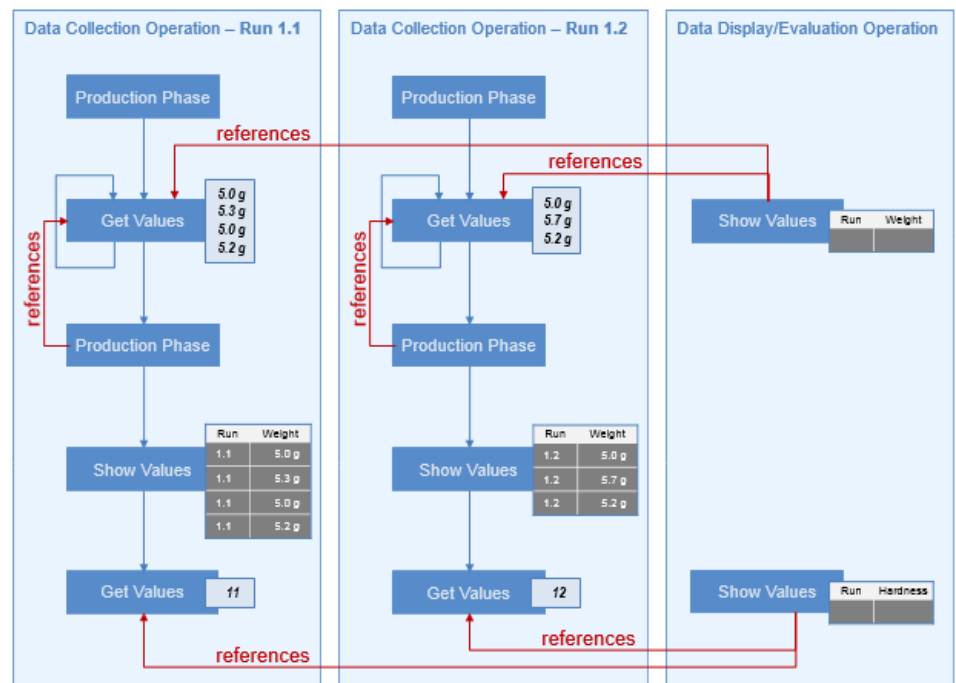 Data Collection Operation – Run 1.1
Production Phase
references
Get Values
5.0 g
5.3 g
5.0 g
5.2 g
references
Production Phase
Show Values
Run Weight
1.1 5.0 g
1.1 5.3 g
1.1 5.0 g
1.1 5.2 g
Get Values
11
references
Data Collection Operation – Run 1.2
Production Phase
references
Get Values
5.0 g
5.7 g
5.2 g
references
Production Phase
Show Values
Run Weight
1.2 5.0 g
1.2 5.7 g
1.2 5.2 g
Get Values
12
references
Data Display/Evaluation Operation
Show Values
Run Weight
Show Values
Run Hardness